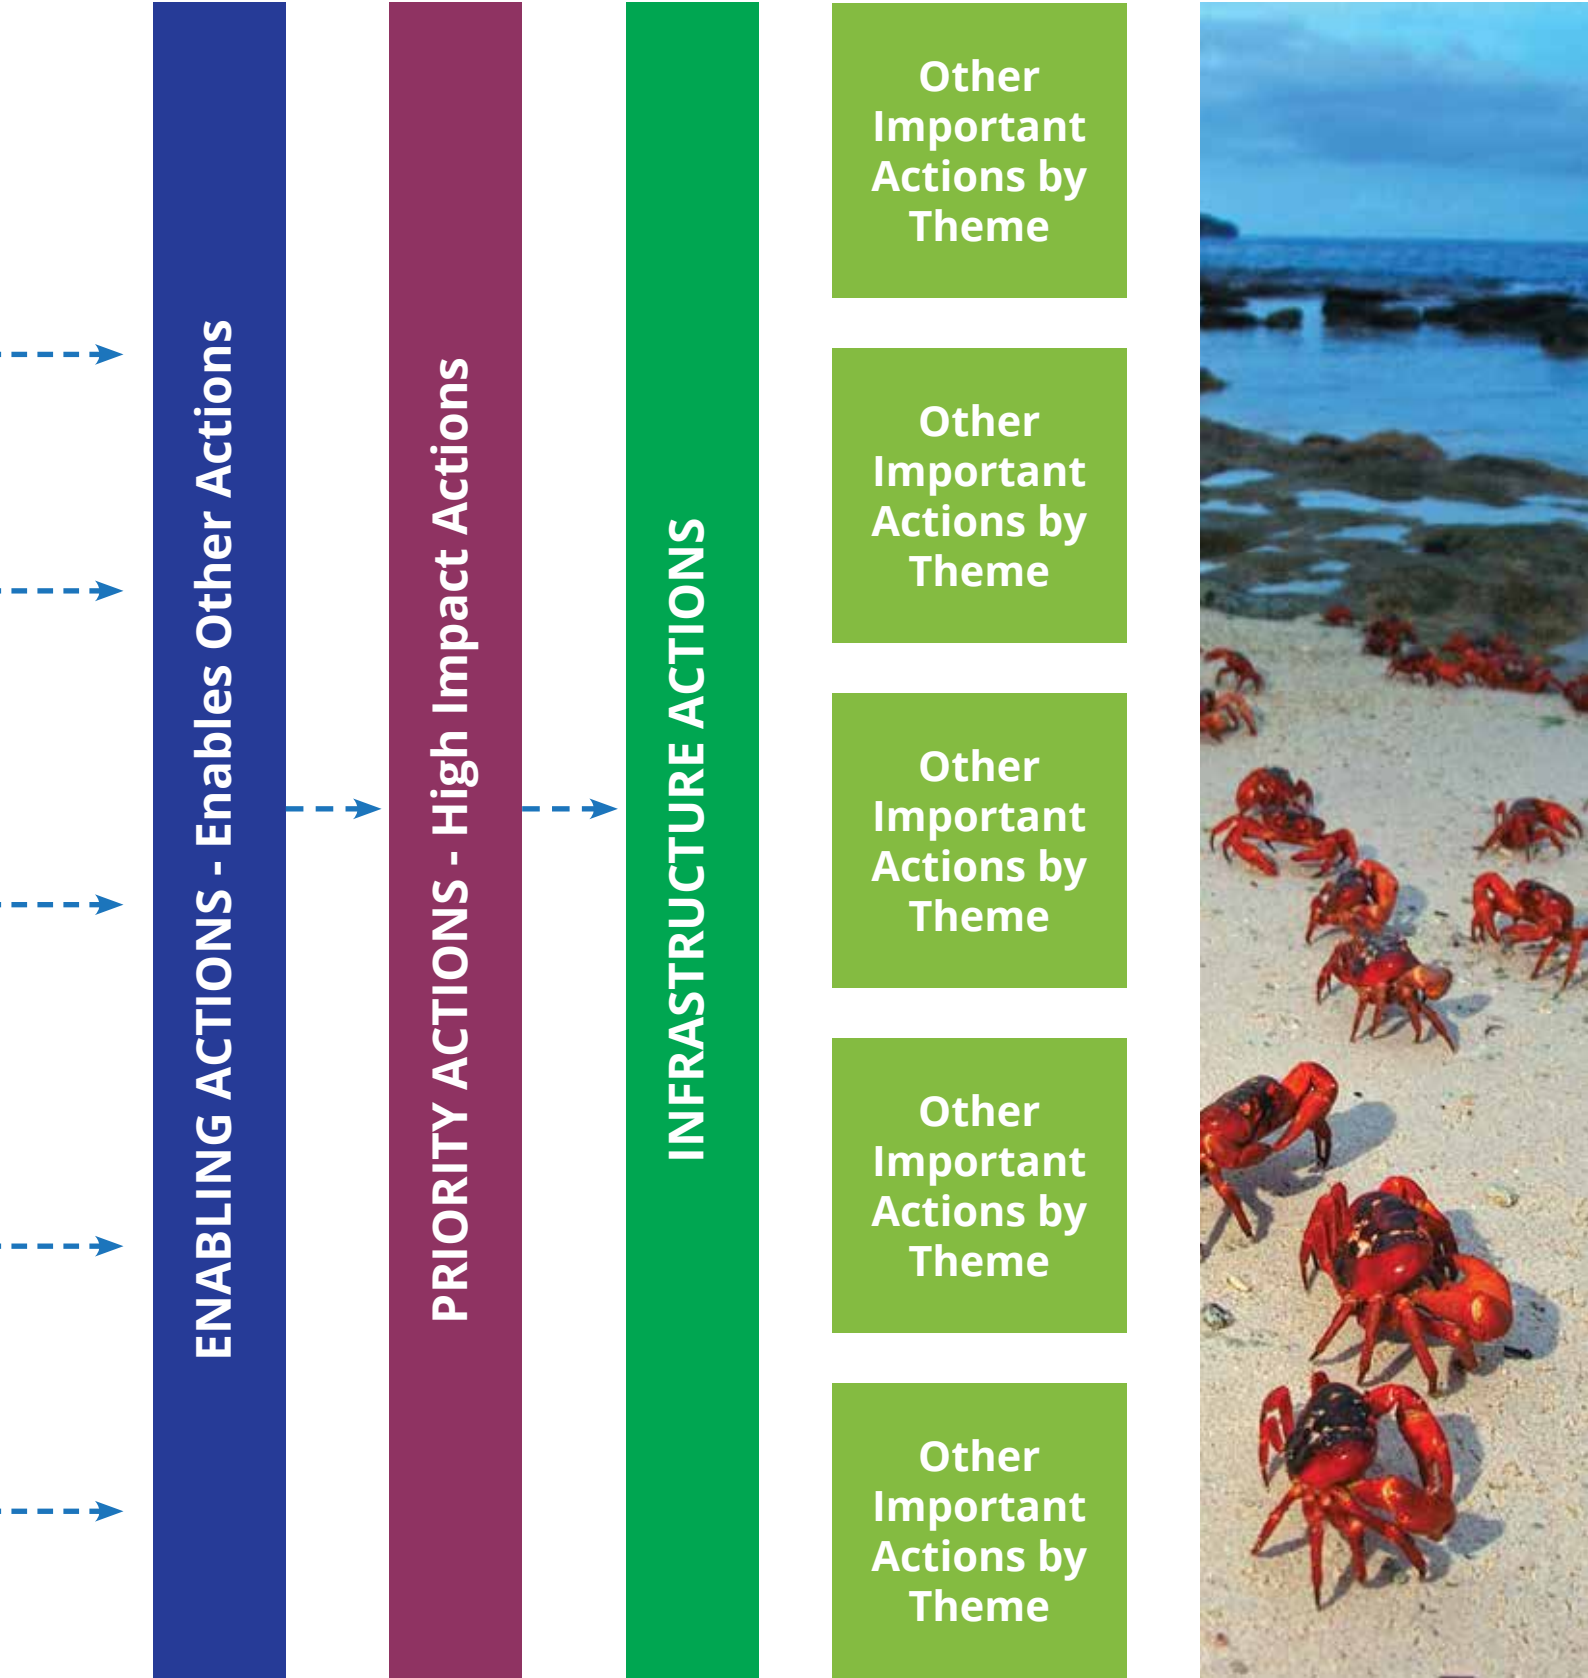 ENABLING ACTIONS - Enables Other Actions
PRIORITY ACTIONS - High Impact Actions
INFRASTRUCTURE ACTIONS
Other
Important
Actions by
Theme
Other
Important
Actions by
Theme
Other
Important
Actions by
Theme
Other
Important
Actions by
Theme
Other
Important
Actions by
Theme